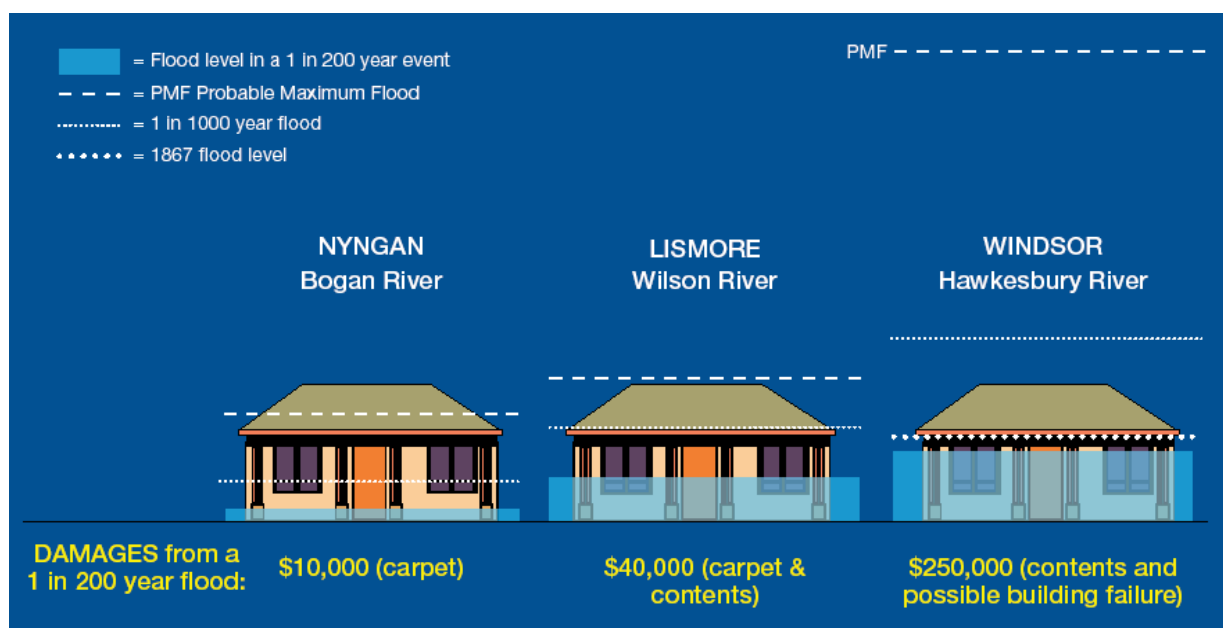 = Flood level in a 1 in 200 year event
= PMF Probable Maximum Flood
= 1 in 1000 year flood
= 1867 flood level
PMF
NYNGAN
Bogan River
LISMORE
Wilson River
WINDSOR
Hawkesbury River
DAMAGES from a
1 in 200 year flood:
$10,000 (carpet)
$40,000 (carpet &
contents)
$250,000 (contents and
possible building failure)